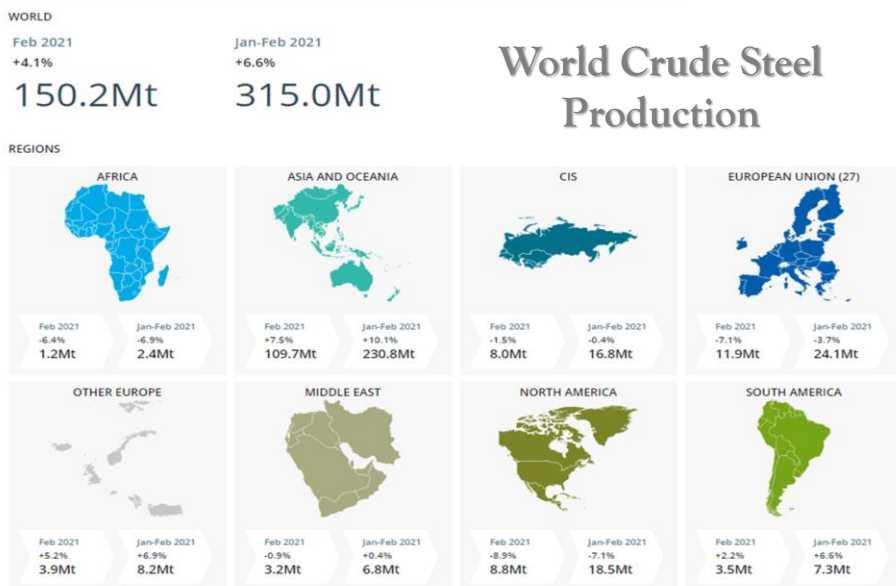 WORLD
Feb 2021
+4.1%
150.2Mt
Jan-Feb 2021
+6.6%
315.0Mt
World Crude Steel
Production
REGIONS
AFRICA
Feb 2021
-6.4%
1.2Mt
Jan-Feb 2021
-6.9%
2.4Mt
ASIA AND OCEANIA
Feb 2021
+7.5%
109.7Mt
Jan-Feb 2021
+10.1%
230.8Mt
CIS
Feb 2021
-1.5%
8.0Mt
Jan-Feb 2021
-0.4%
16.8Mt
EUROPEAN UNION (27)
Feb 2021
-7.1%
11.9Mt
Jan-Feb 2021
-3.7%
24.1Mt
OTHER EUROPE
Feb 2021
+5.2%
3.9Mt
Jan-Feb 2021
+6.9%
8.2Mt
MIDDLE EAST
Feb 2021
-0.9%
3.2Mt
Jan-Feb 2021
+0.4%
6.8Mt
NORTH AMERICA
Feb 2021
-8.9%
8.8Mt
Jan-Feb 2021
-7.1%
18.5Mt
SOUTH AMERICA
Feb 2021
+2.2%
3.5Mt
Jan-Feb 2021
+6.6%
7.3Mt